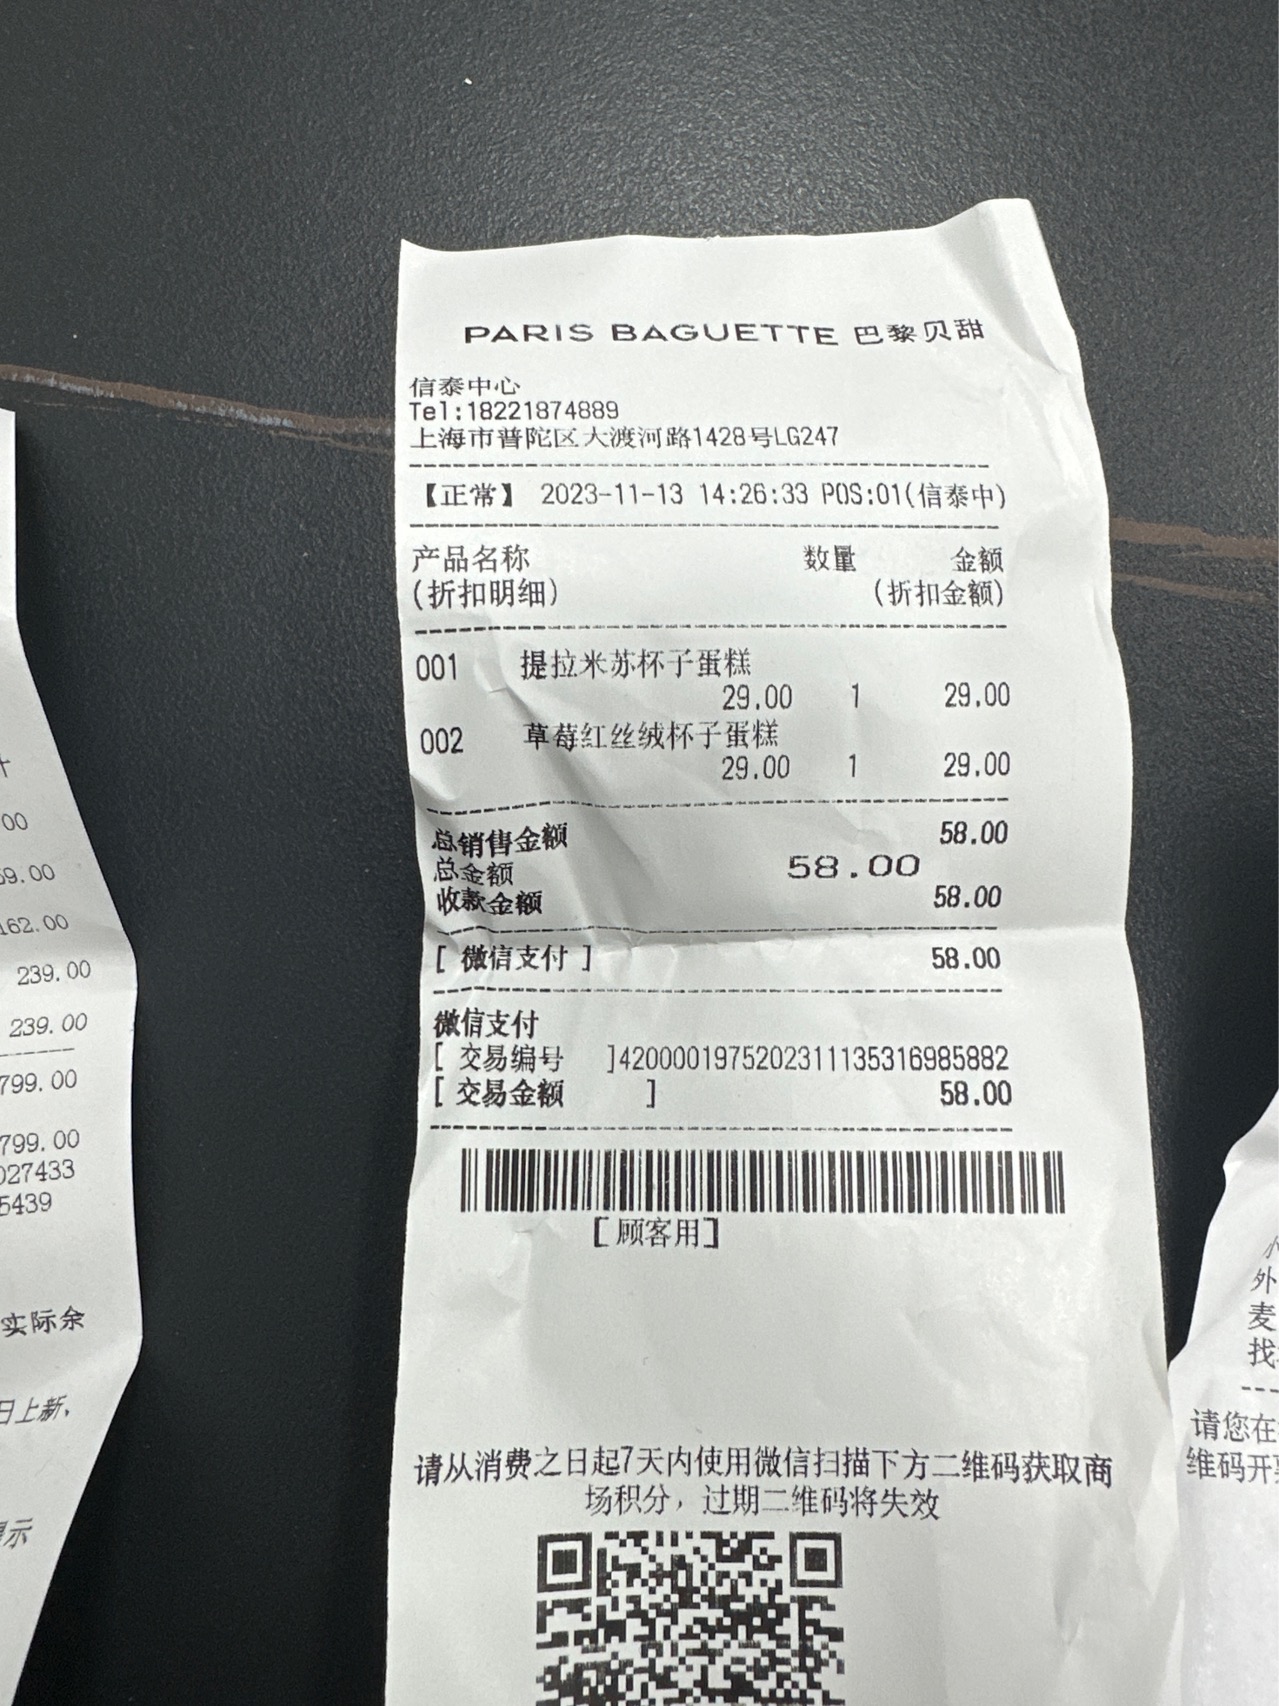 PARIS BAGUETTE 巴黎贝甜
信泰中心
Tel:18221874889
上海市普陀区大渡河路1428号LG247
【正常】 2023-11-13 14:26:33 POS:01(信泰中)
产品名称 数量 金额
(折扣明细) (折扣金额)
001 提拉米苏杯子蛋糕
29.00 1 29.00
002 草莓红丝绒杯子蛋糕
29.00 1 29.00
总销售金额 58.00
总金额 58.00
收款金额 58.00
[ 微信支付 ] 58.00
微信支付
[ 交易编号 ]4200001975202311135316985882
[ 交易金额 ] 58.00
[顾客用]
请从消费之日起7天内使用微信扫描下方二维码获取商
场积分，过期二维码将失效
.00
162.00
239.00
239.00
799.00
799.00
027433
5439
实际余
日上新、
外
麦
找
请您在
维码开